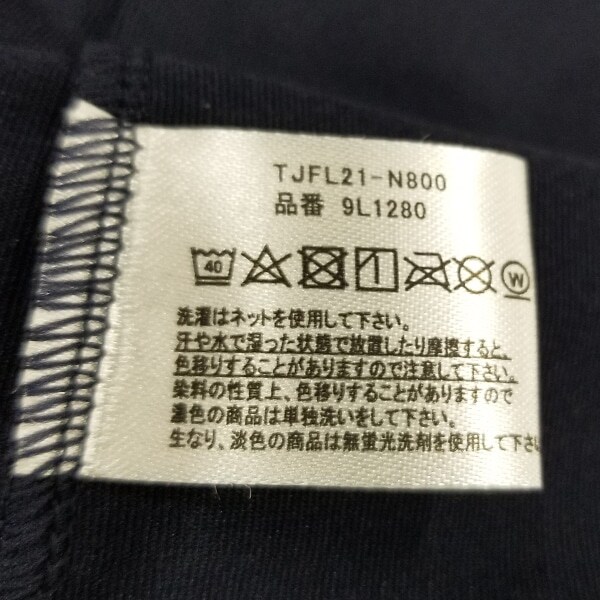 TJFL21-N800
品番 9L1280
40 W
洗濯はネットを使用して下さい。
汗や水で湿った状態で放置したり摩擦すると、
色移りすることがありますので注意して下さい。
染料の性質上、色移りすることがありますので
濃色の商品は単独洗いをして下さい。
生なり、淡色の商品は無蛍光洗剤を使用して下さい